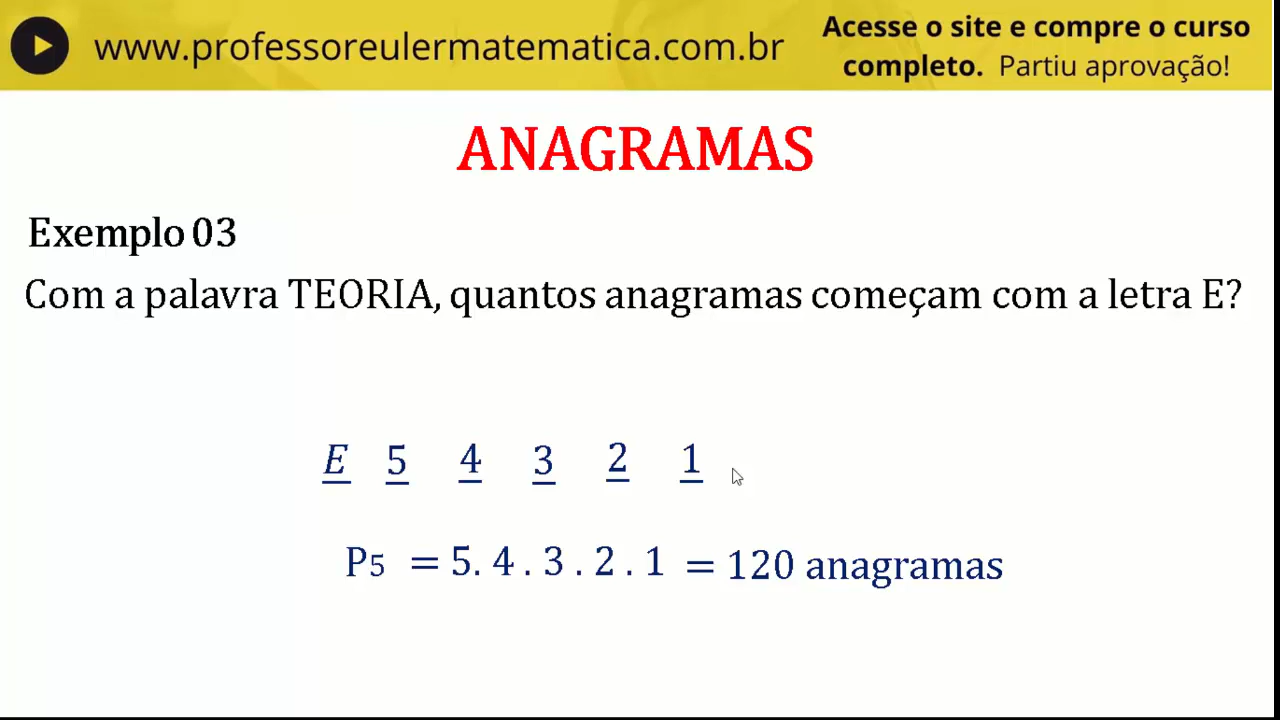 www.professoreulermatematica.com.br
Acesse o site e compre o curso
completo. Partiu aprovação!
ANAGRAMAS
Exemplo 03
Com a palavra TEORIA, quantos anagramas começam com a letra E?
E 5 4 3 2 1
P5 = 5. 4 . 3 . 2 . 1 = 120 anagramas